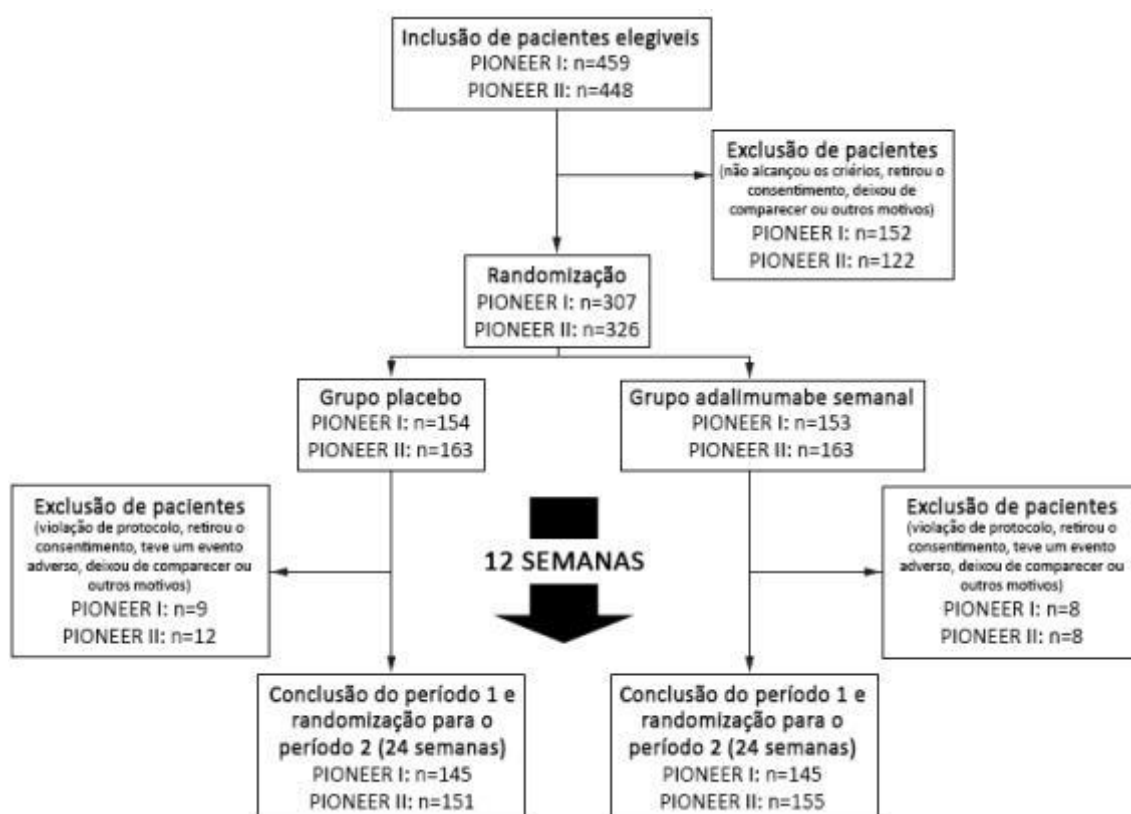 Inclusão de pacientes elegiveis
PIONEER I: n=459
PIONEER II: n=448
Exclusão de pacientes
(não alcançou os criérios, retirou o
consentimento, deixou de
comparecer ou outros motivos)
PIONEER I: n=152
PIONEER II: n=122
Randomização
PIONEER I: n=307
PIONEER II: n=326
Grupo placebo
PIONEER I: n=154
PIONEER II: n=163
Grupo adalimumabe semanal
PIONEER I: n=153
PIONEER II: n=163
Exclusão de pacientes
(violação de protocolo, retirou o
consentimento, teve um evento
adverso, deixou de comparecer ou
outros motivos)
PIONEER I: n=9
PIONEER II: n=12
12 SEMANAS
Exclusão de pacientes
(violação de protocolo, retirou o
consentimento, teve um evento
adverso, deixou de comparecer ou
outros motivos)
PIONEER I: n=8
PIONEER II: n=8
Conclusão do período 1 e
randomização para o
período 2 (24 semanas)
PIONEER I: n=145
PIONEER II: n=151
Conclusão do período 1 e
randomização para o
período 2 (24 semanas)
PIONEER I: n=145
PIONEER II: n=155